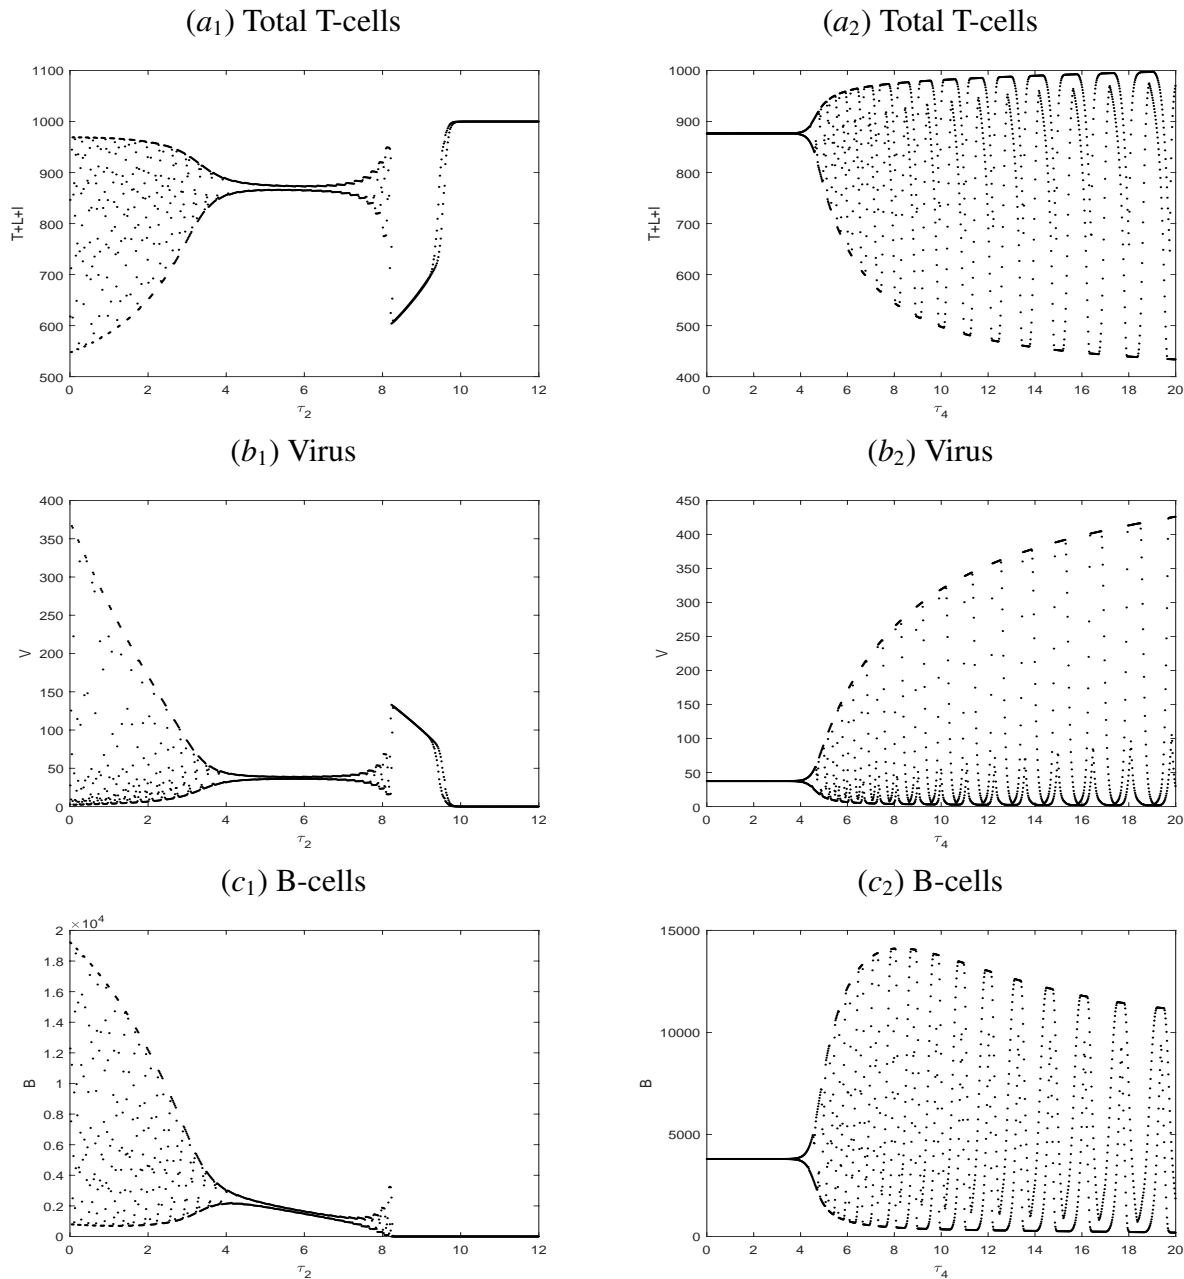 (a₁) Total T-cells
(a₂) Total T-cells
1100
1000
900
800
700
600
500
T+L+I
0 2 4 6 8 10 12
τ₂
1000
900
800
700
600
500
400
T+L+I
0 2 4 6 8 10 12 14 16 18 20
τ₄
(b₁) Virus
(b₂) Virus
400
350
300
250
200
150
100
50
0
V
0 2 4 6 8 10 12
τ₂
450
400
350
300
250
200
150
100
50
0
V
0 2 4 6 8 10 12 14 16 18 20
τ₄
(c₁) B-cells
(c₂) B-cells
×10⁴
2
1.8
1.6
1.4
1.2
1
0.8
0.6
0.4
0.2
0
B
0 2 4 6 8 10 12
τ₂
15000
10000
5000
0
B
0 2 4 6 8 10 12 14 16 18 20
τ₄